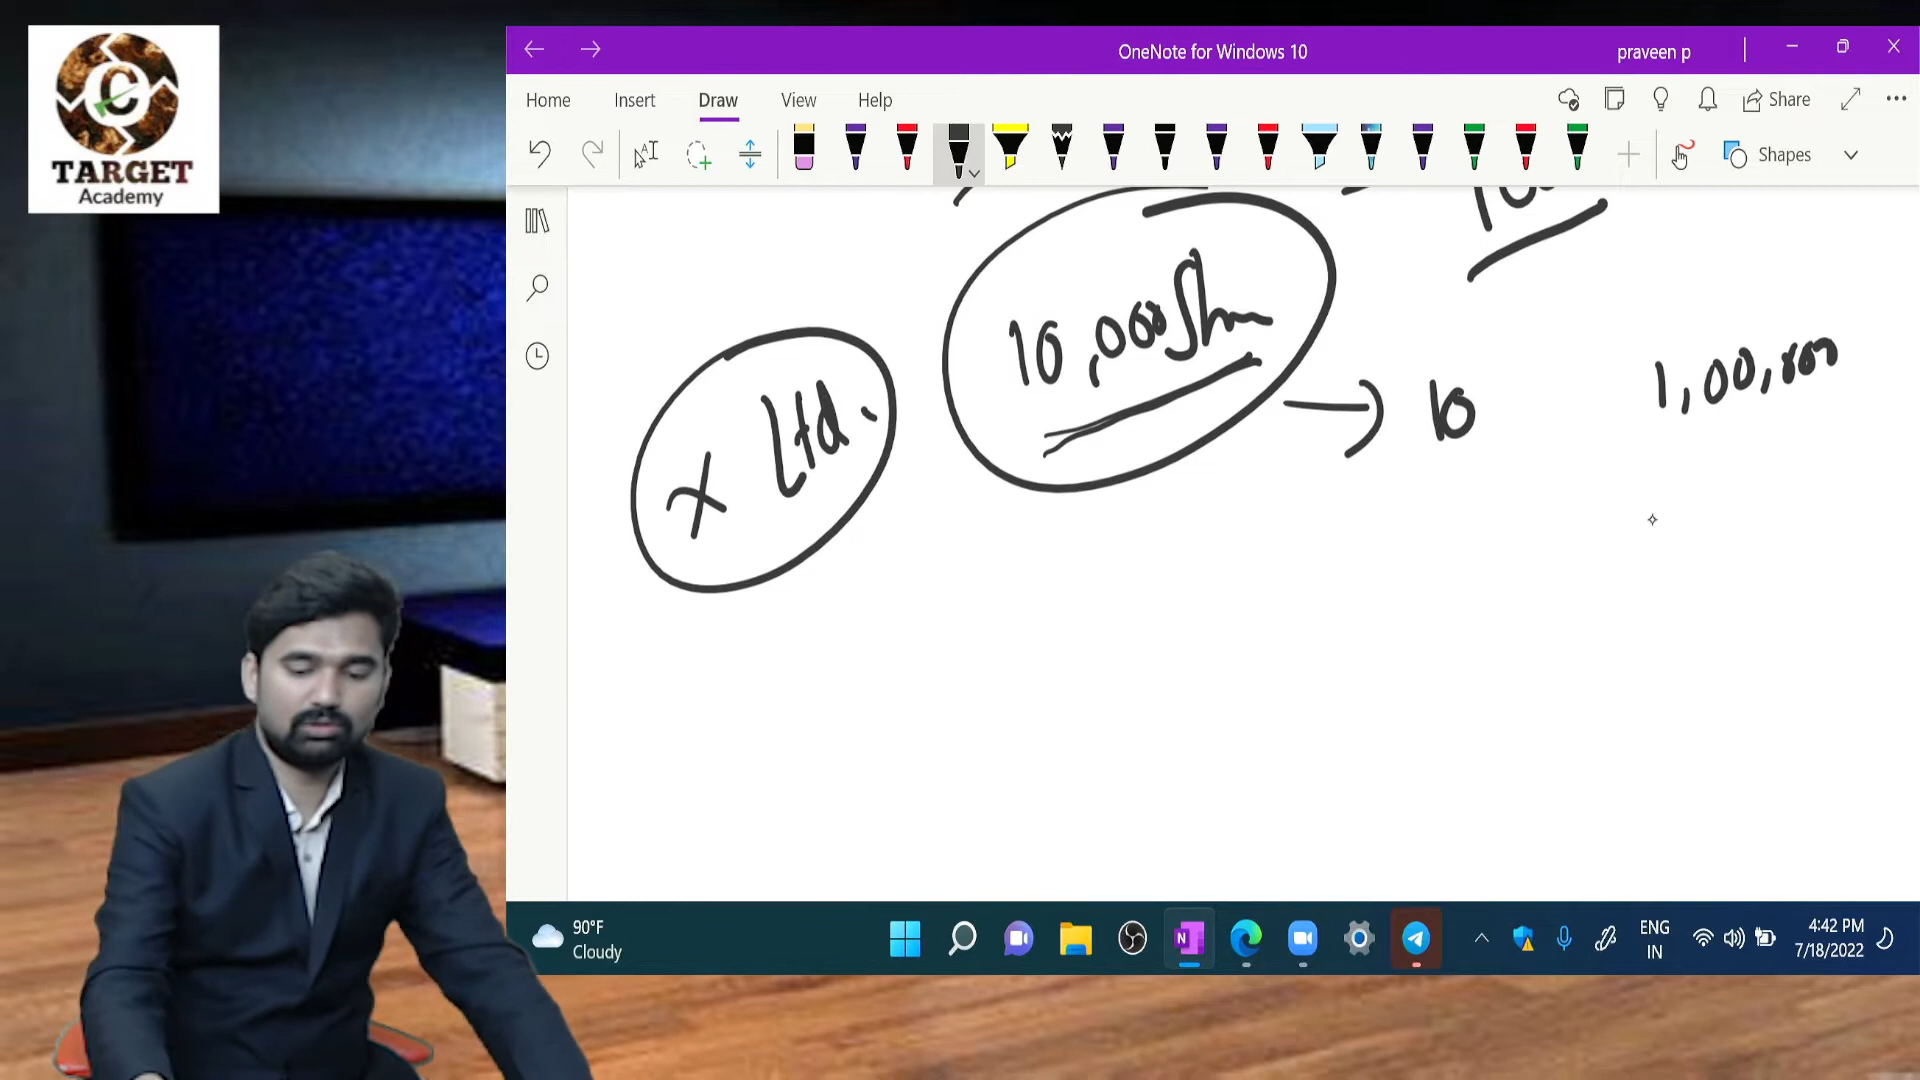 TARGET
Academy
OneNote for Windows 10
praveen p
Home Insert Draw View Help
Share
Shapes
10,000 Shar
X Ltd.
10
1,00,000
90°F
Cloudy
ENG
IN
4:42 PM
7/18/2022